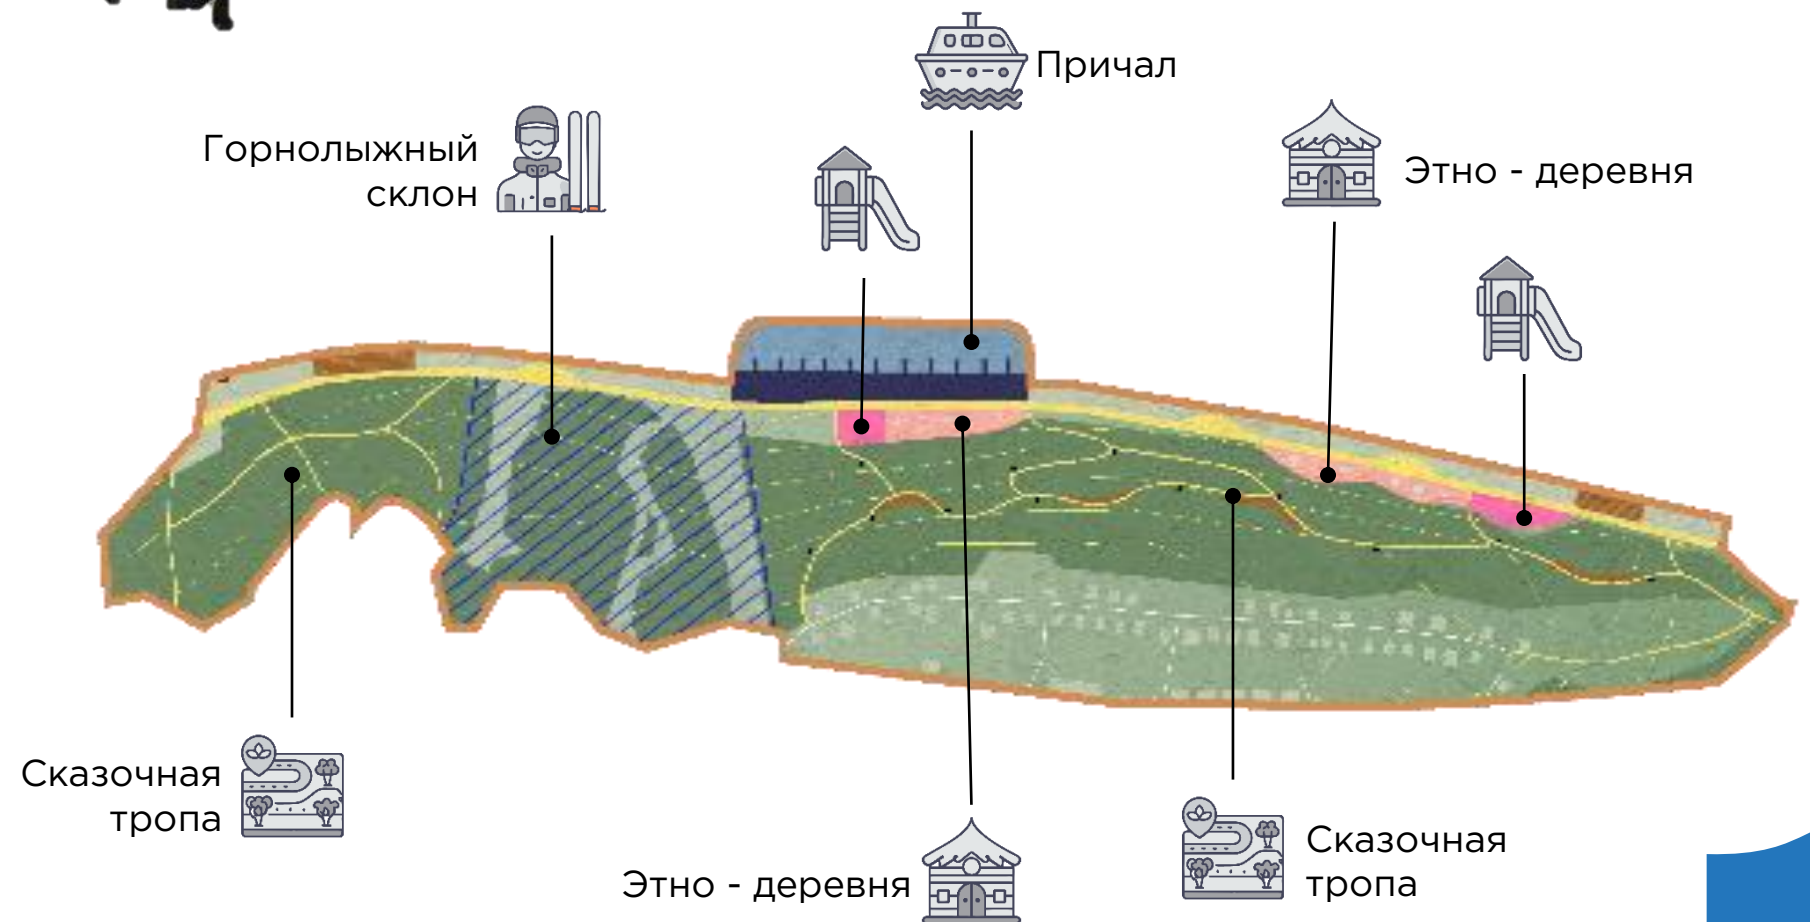 Причал
Горнолыжный
склон
Этно - деревня
Сказочная
тропа
Этно - деревня
Сказочная
тропа